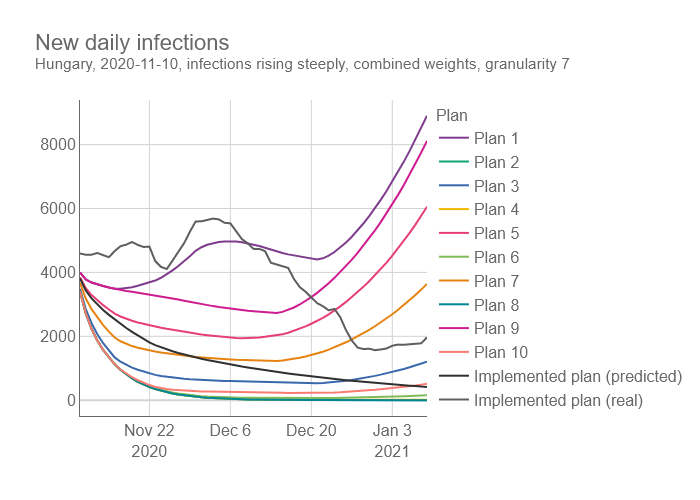 New daily infections
Hungary, 2020-11-10, infections rising steeply, combined weights, granularity 7
Plan
8000
6000
4000
2000
0
Nov 22
2020
Dec 6
Dec 20
Jan 3
2021
Plan 1
Plan 2
Plan 3
Plan 4
Plan 5
Plan 6
Plan 7
Plan 8
Plan 9
Plan 10
Implemented plan (predicted)
Implemented plan (real)